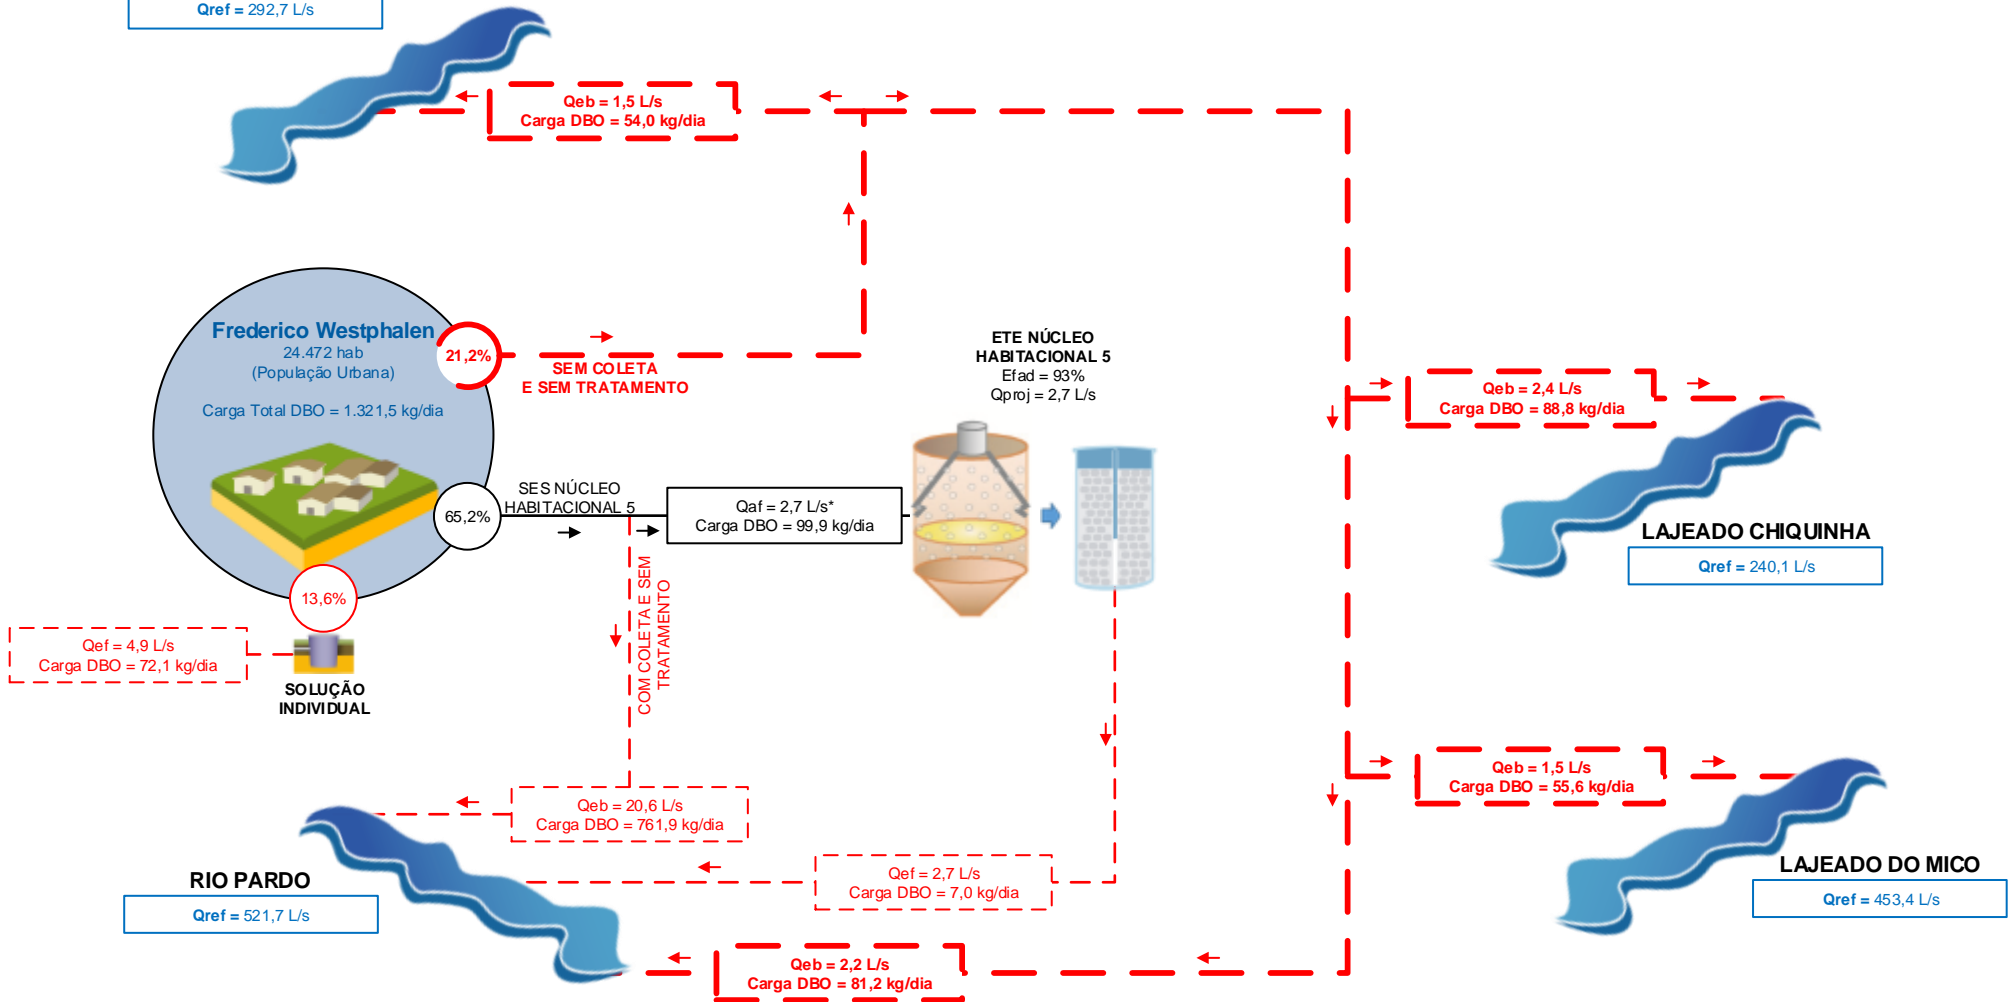 Qref = 292,7 L/s
Qeb = 1,5 L/s
Carga DBO = 54,0 kg/dia
Frederico Westphalen
24.472 hab
(População Urbana)
Carga Total DBO = 1.321,5 kg/dia
21,2%
SEM COLETA
E SEM TRATAMENTO
ETE NÚCLEO
HABITACIONAL 5
Efad = 93%
Qproj = 2,7 L/s
Qeb = 2,4 L/s
Carga DBO = 88,8 kg/dia
65,2%
SES NÚCLEO
HABITACIONAL 5
Qaf = 2,7 L/s*
Carga DBO = 99,9 kg/dia
LAJEADO CHIQUINHA
Qref = 240,1 L/s
13,6%
Qef = 4,9 L/s
Carga DBO = 72,1 kg/dia
SOLUÇÃO
INDIVIDUAL
COM COLETA E SEM
TRATAMENTO
Qeb = 1,5 L/s
Carga DBO = 55,6 kg/dia
Qeb = 20,6 L/s
Carga DBO = 761,9 kg/dia
LAJEADO DO MICO
Qref = 453,4 L/s
RIO PARDO
Qref = 521,7 L/s
Qef = 2,7 L/s
Carga DBO = 7,0 kg/dia
Qeb = 2,2 L/s
Carga DBO = 81,2 kg/dia